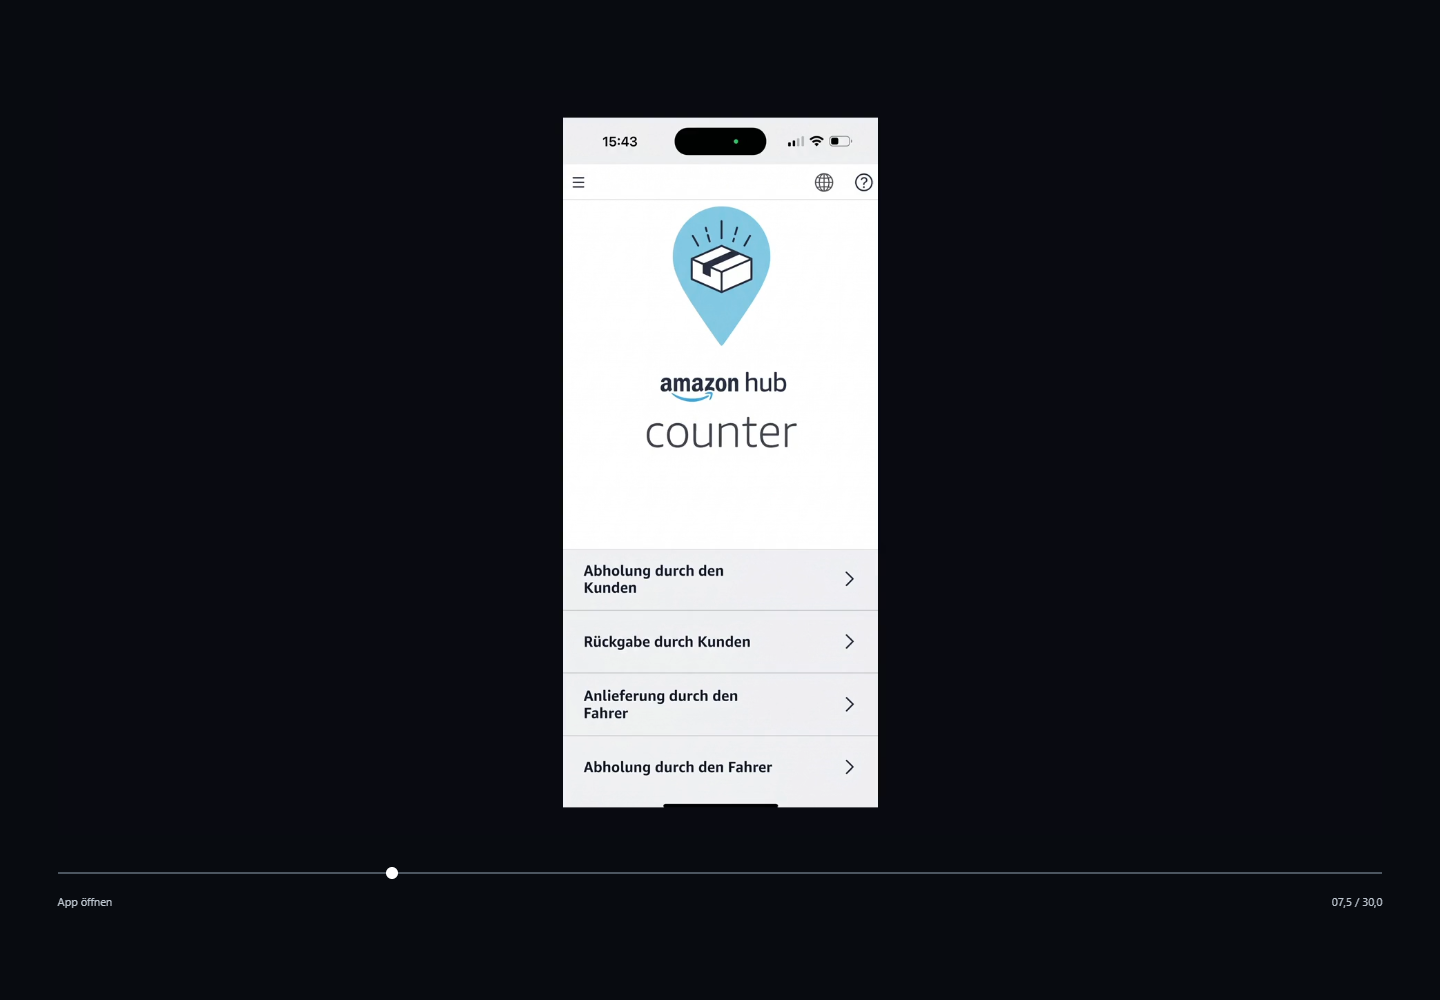 15:43
amazon hub
counter
Abholung durch den
Kunden
Rückgabe durch Kunden
Anlieferung durch den
Fahrer
Abholung durch den Fahrer
App öffnen
07,5 / 30,0